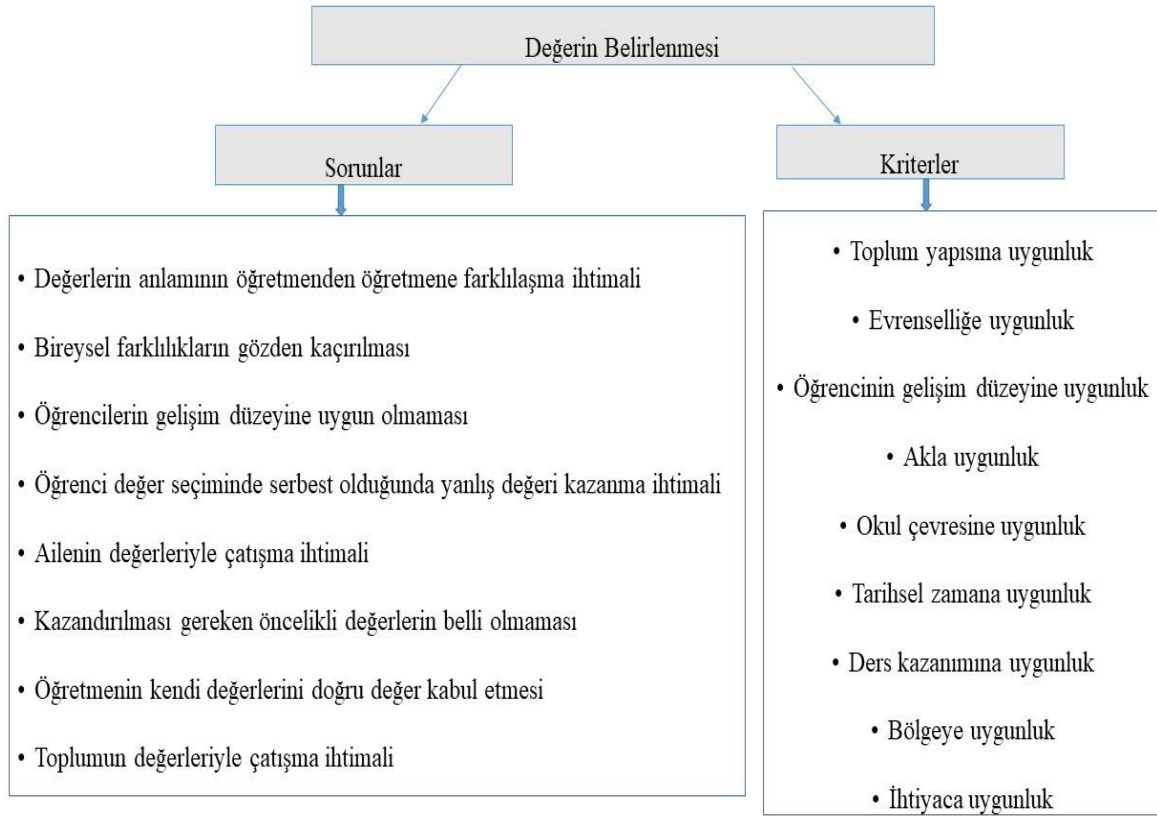 Değerin Belirlenmesi
Sorunlar
• Değerlerin anlamının öğretmenden öğretmene farklılaşma ihtimali
• Bireysel farklılıkların gözden kaçırılması
• Öğrencilerin gelişim düzeyine uygun olmaması
• Öğrenci değer seçiminde serbest olduğunda yanlış değeri kazanma ihtimali
• Ailenin değerleriyle çatışma ihtimali
• Kazandırılması gereken öncelikli değerlerin belli olmaması
• Öğretmenin kendi değerlerini doğru değer kabul etmesi
• Toplumun değerleriyle çatışma ihtimali
Kriterler
• Toplum yapısına uygunluk
• Evrenselliğe uygunluk
• Öğrencinin gelişim düzeyine uygunluk
• Akla uygunluk
• Okul çevresine uygunluk
• Tarihsel zamana uygunluk
• Ders kazanımına uygunluk
• Bölgeye uygunluk
• İhtiyaca uygunluk